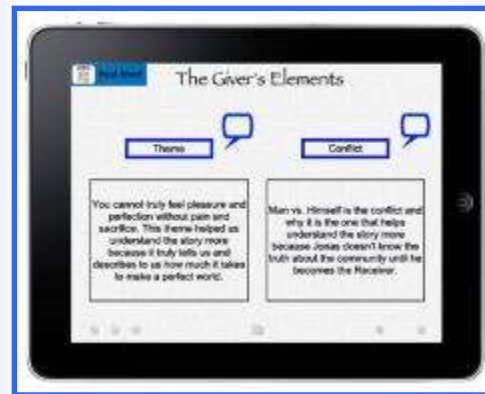 The Giver's Elements
Theme
Conflict
You cannot truly feel pleasure and
perfection without pain and
sacrifice. This theme helped us
understand the story more
because it truly tells us and
describes to us how much it takes
to make a perfect world.
Man vs. Himself is the conflict and
why it is the one that helps
understand the story more
because Jonas doesn't know the
truth about the community until he
becomes the Receiver.